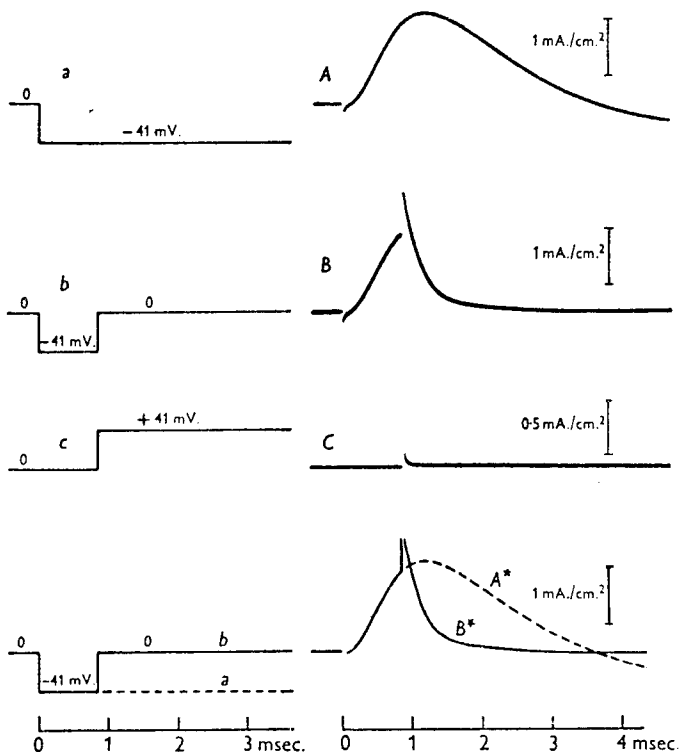 a
A
1 mA./cm.²
0
-41 mV.
b
B
1 mA./cm.²
0
0
-41 mV.
+ 41 mV.
c
C
0·5 mA./cm.²
0
A*
1 mA./cm.²
0
0
b
B*
-41 mV.
a
0
1
2
3 msec.
0
1
2
3
4 msec.